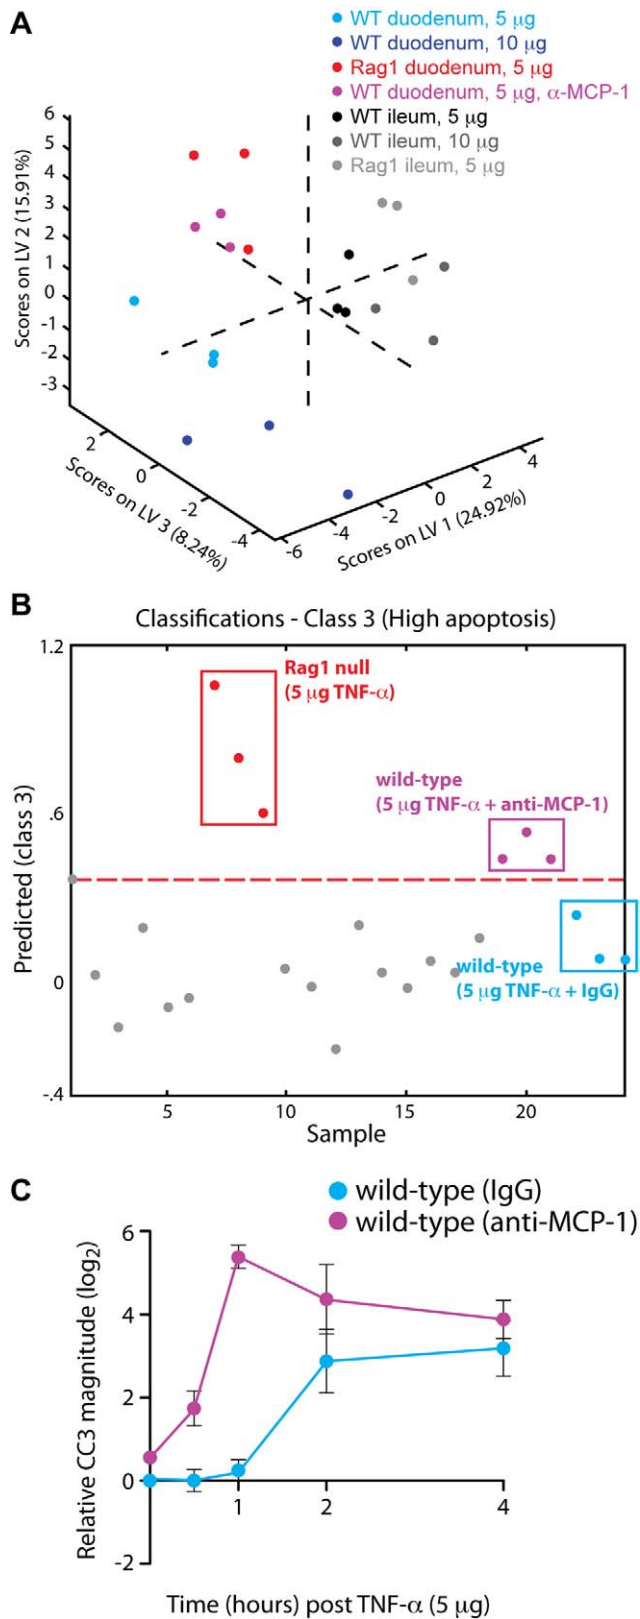 A
WT duodenum, 5 μg
WT duodenum, 10 μg
Rag1 duodenum, 5 μg
WT duodenum, 5 μg, α-MCP-1
WT ileum, 5 μg
WT ileum, 10 μg
Rag1 ileum, 5 μg
Scores on LV 2 (15.91%)
6
5
4
3
2
1
0
-1
-2
-3
2
0
-2
-4
Scores on LV 3 (8.24%)
-6
-4
-2
0
2
4
Scores on LV 1 (24.92%)
B
Classifications - Class 3 (High apoptosis)
Predicted (class 3)
1.2
.6
0
-.4
Rag1 null
(5 μg TNF-α)
wild-type
(5 μg TNF-α + anti-MCP-1)
wild-type
(5 μg TNF-α + IgG)
5
10
15
20
24
Sample
C
wild-type (IgG)
wild-type (anti-MCP-1)
Relative CC3 magnitude (log2)
6
4
2
0
-2
1
2
4
Time (hours) post TNF-α (5 μg)